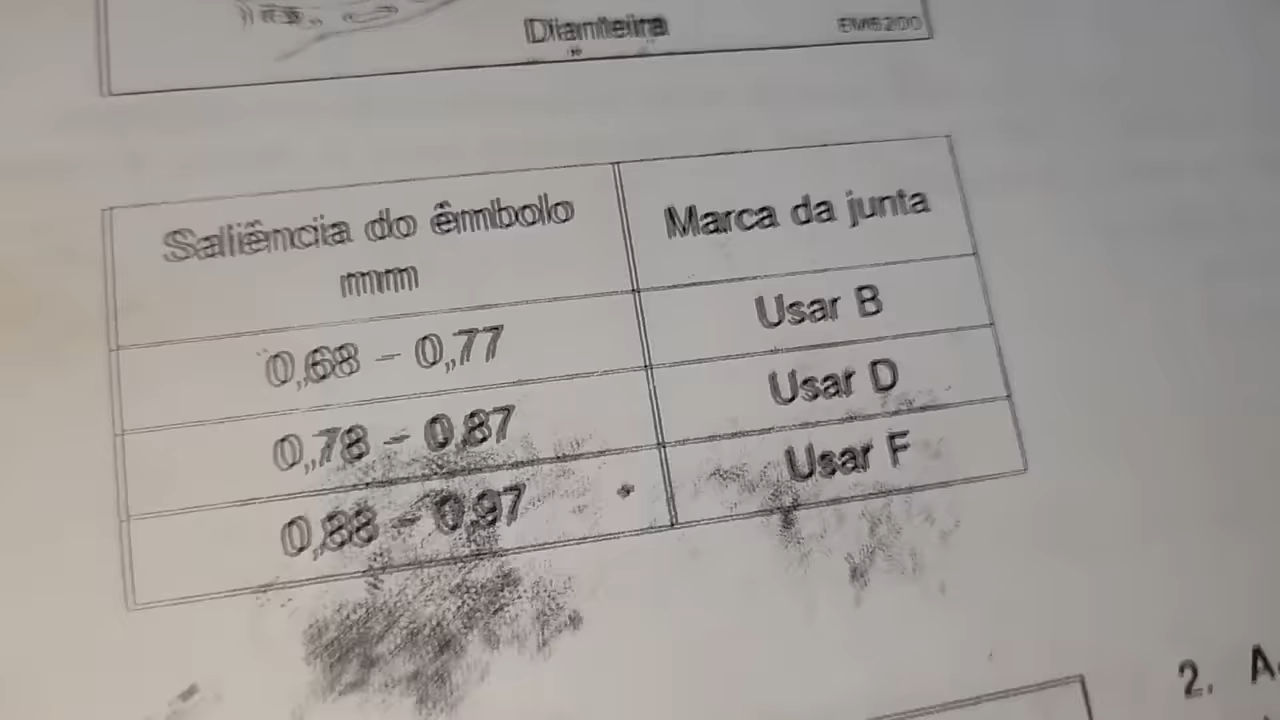 Dianteira
EM5200
Saliência do êmbolo
mm
Marca da junta
0,68 – 0,77
Usar B
0,78 – 0,87
Usar D
0,88 – 0,97
Usar F
2.